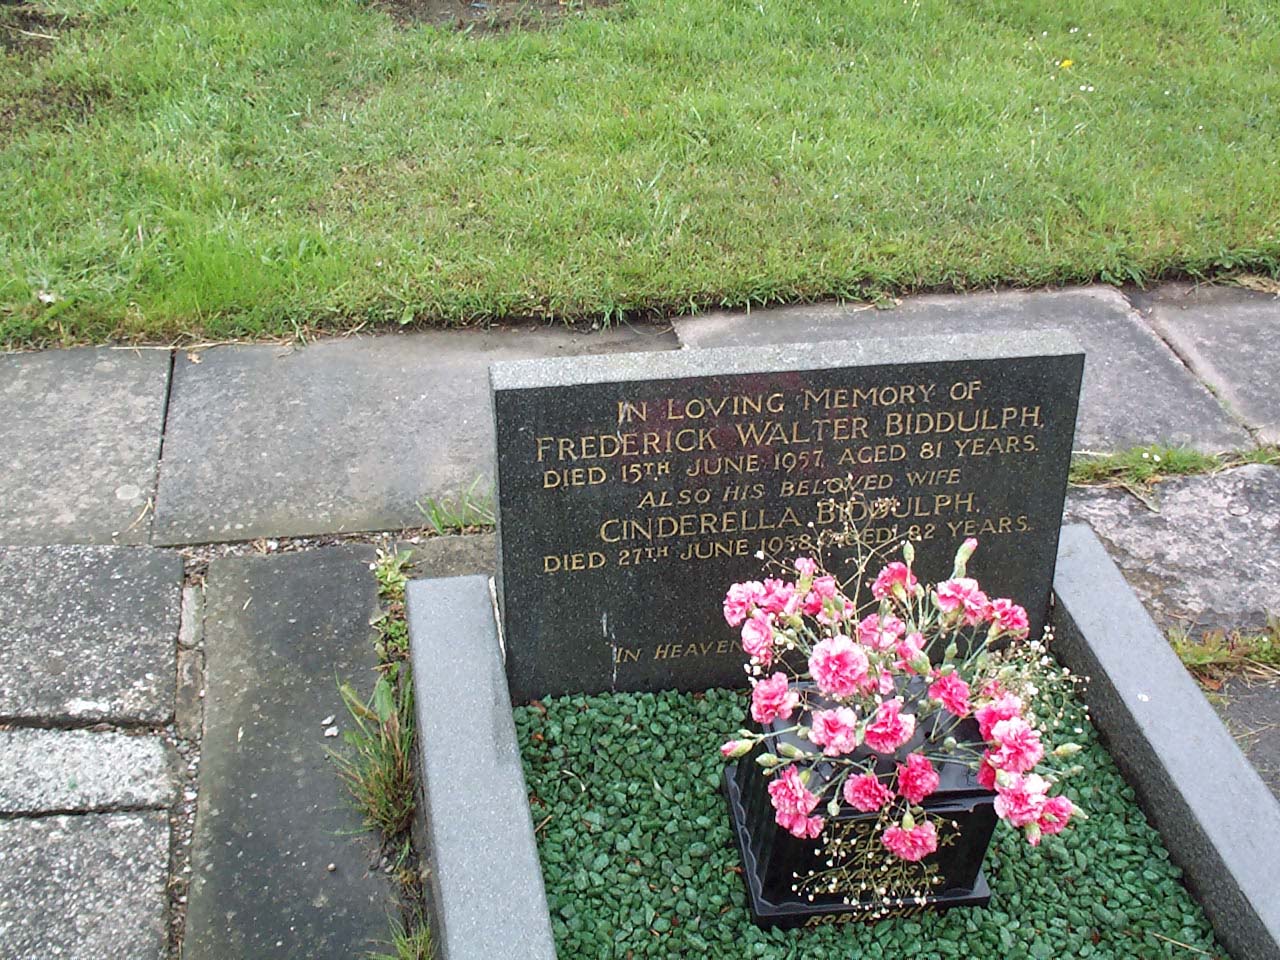 IN LOVING MEMORY OF
FREDERICK WALTER BIDDULPH,
DIED 15TH JUNE 1957, AGED 81 YEARS.
ALSO HIS BELOVED WIFE
CINDERELLA BIDDULPH,
DIED 27TH JUNE 1958, AGED 82 YEARS.
IN HEAVEN